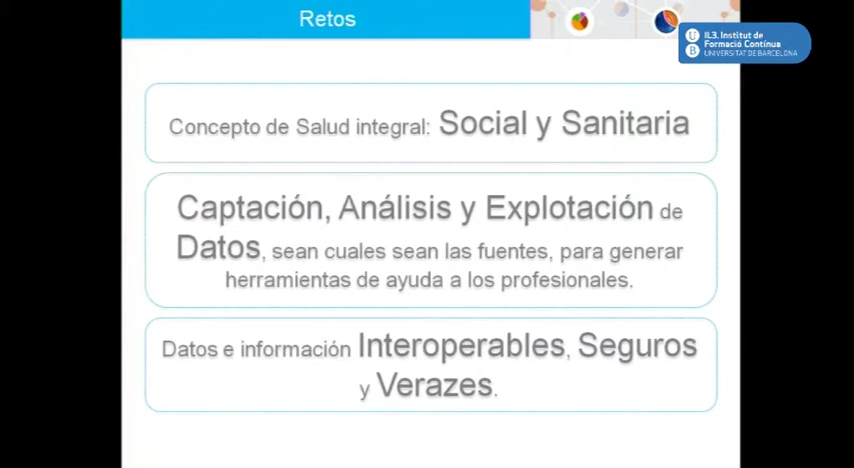 Retos
IL3. Institut de
Formació Contínua
UNIVERSITAT DE BARCELONA
U
B
Concepto de Salud integral: Social y Sanitaria
Captación, Análisis y Explotación de
Datos, sean cuales sean las fuentes, para generar
herramientas de ayuda a los profesionales.
Datos e información Interoperables, Seguros
y Verazes.